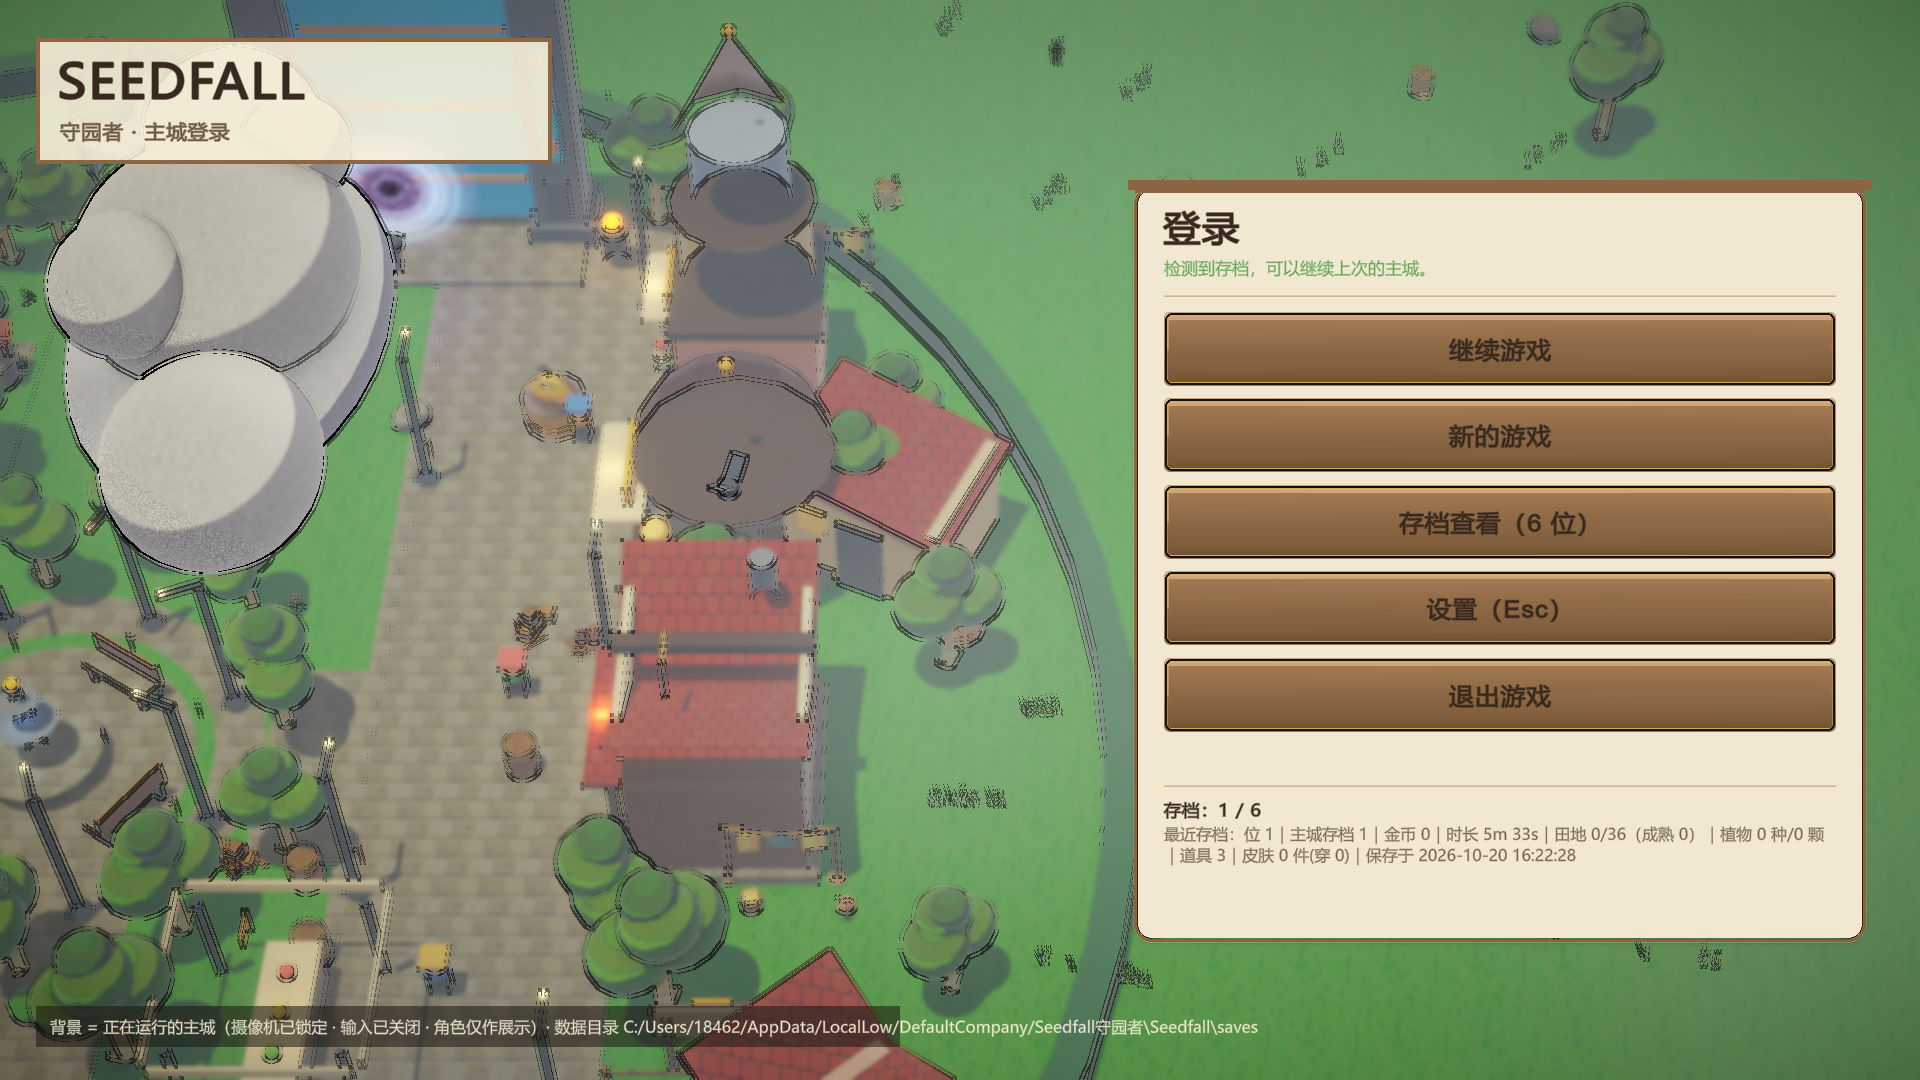 SEEDFALL
守园者 · 主城登录
登录
检测到存档，可以继续上次的主城。
继续游戏
新的游戏
存档查看（6 位）
设置（Esc）
退出游戏
存档：1 / 6
最近存档：位 1 | 主城存档 1 | 金币 0 | 时长 5m 33s | 田地 0/36（成熟 0） | 植物 0 种/0 颗
| 道具 3 | 皮肤 0 件(穿 0) | 保存于 2026-10-20 16:22:28
背景 = 正在运行的主城（摄像机已锁定 · 输入已关闭 · 角色仅作展示）· 数据目录 C:/Users/18462/AppData/LocalLow/DefaultCompany/Seedfall守园者\Seedfall\saves